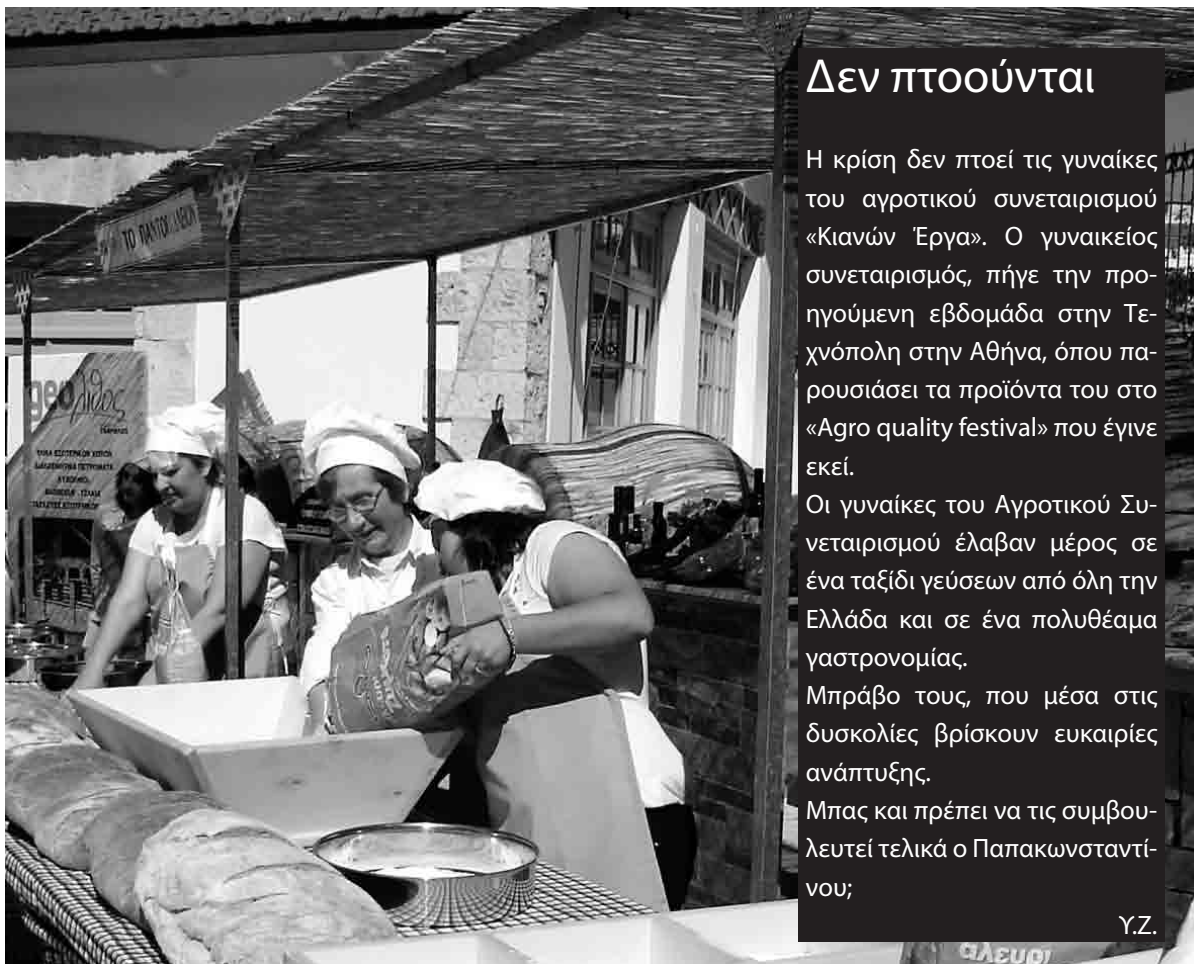 Δεν πτοούνται
Η κρίση δεν πτοεί τις γυναίκες
του αγροτικού συνεταιρισμού
«Κιανών Έργα». Ο γυναικείος
συνεταιρισμός, πήγε την προ-
ηγούμενη εβδομάδα στην Τε-
χνόπολη στην Αθήνα, όπου πα-
ρουσιάσει τα προϊόντα του στο
«Agro quality festival» που έγινε
εκεί.
Οι γυναίκες του Αγροτικού Συ-
νεταιρισμού έλαβαν μέρος σε
ένα ταξίδι γεύσεων από όλη την
Ελλάδα και σε ένα πολυθέαμα
γαστρονομίας.
Μπράβο τους, που μέσα στις
δυσκολίες βρίσκουν ευκαιρίες
ανάπτυξης.
Μπας και πρέπει να τις συμβου-
λευτεί τελικά ο Παπακωνσταντί-
νου;
Υ.Ζ.
ΤΟ
geoλιθος
αλευρι